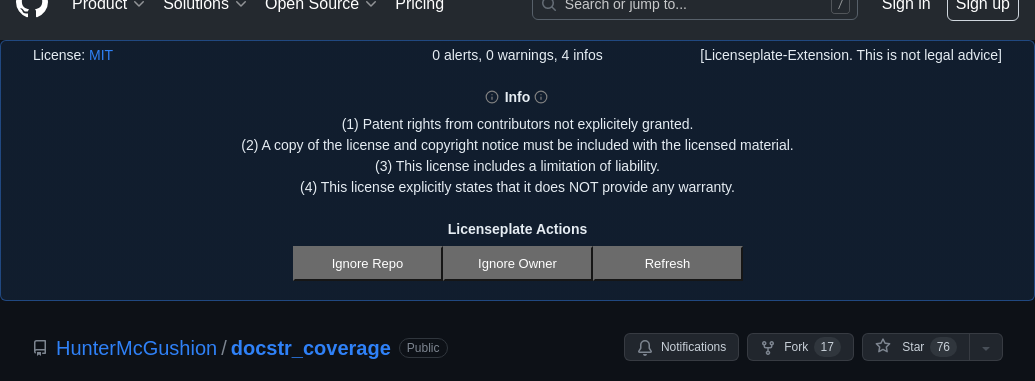 Product Solutions Open Source Pricing Search or jump to... / Sign in Sign up
License: MIT 0 alerts, 0 warnings, 4 infos [Licenseplate-Extension. This is not legal advice]
Info
(1) Patent rights from contributors not explicitely granted.
(2) A copy of the license and copyright notice must be included with the licensed material.
(3) This license includes a limitation of liability.
(4) This license explicitly states that it does NOT provide any warranty.
Licenseplate Actions
Ignore Repo Ignore Owner Refresh
HunterMcGushion / docstr_coverage Public Notifications Fork 17 Star 76